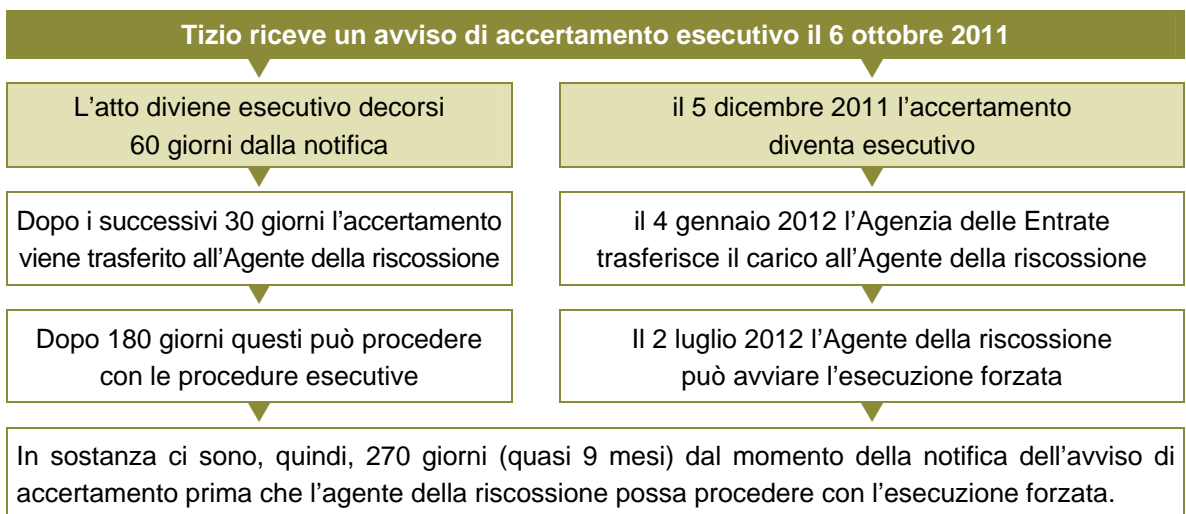 Tizio riceve un avviso di accertamento esecutivo il 6 ottobre 2011
L’atto diviene esecutivo decorsi
60 giorni dalla notifica
il 5 dicembre 2011 l’accertamento
diventa esecutivo
Dopo i successivi 30 giorni l’accertamento
viene trasferito all’Agente della riscossione
il 4 gennaio 2012 l’Agenzia delle Entrate
trasferisce il carico all’Agente della riscossione
Dopo 180 giorni questi può procedere
con le procedure esecutive
Il 2 luglio 2012 l’Agente della riscossione
può avviare l’esecuzione forzata
In sostanza ci sono, quindi, 270 giorni (quasi 9 mesi) dal momento della notifica dell’avviso di
accertamento prima che l’agente della riscossione possa procedere con l’esecuzione forzata.